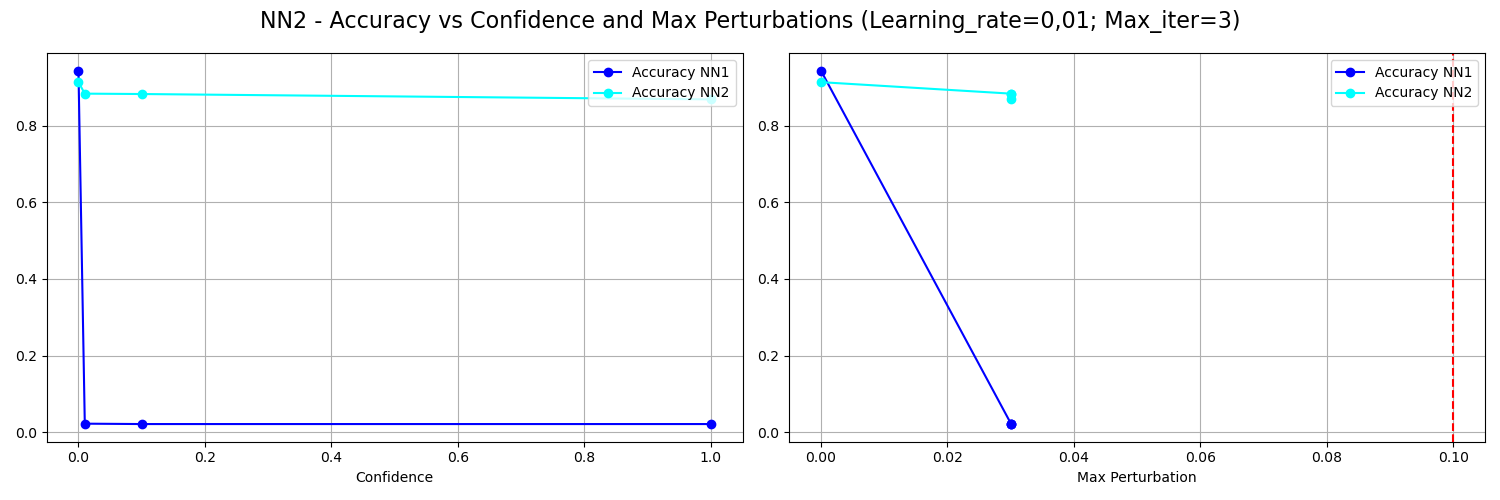 NN2 - Accuracy vs Confidence and Max Perturbations (Learning_rate=0,01; Max_iter=3)
Accuracy NN1
Accuracy NN2
0.8
0.6
0.4
0.2
0.0
0.0 0.2 0.4 0.6 0.8 1.0
Confidence
Accuracy NN1
Accuracy NN2
0.8
0.6
0.4
0.2
0.0
0.00 0.02 0.04 0.06 0.08 0.10
Max Perturbation